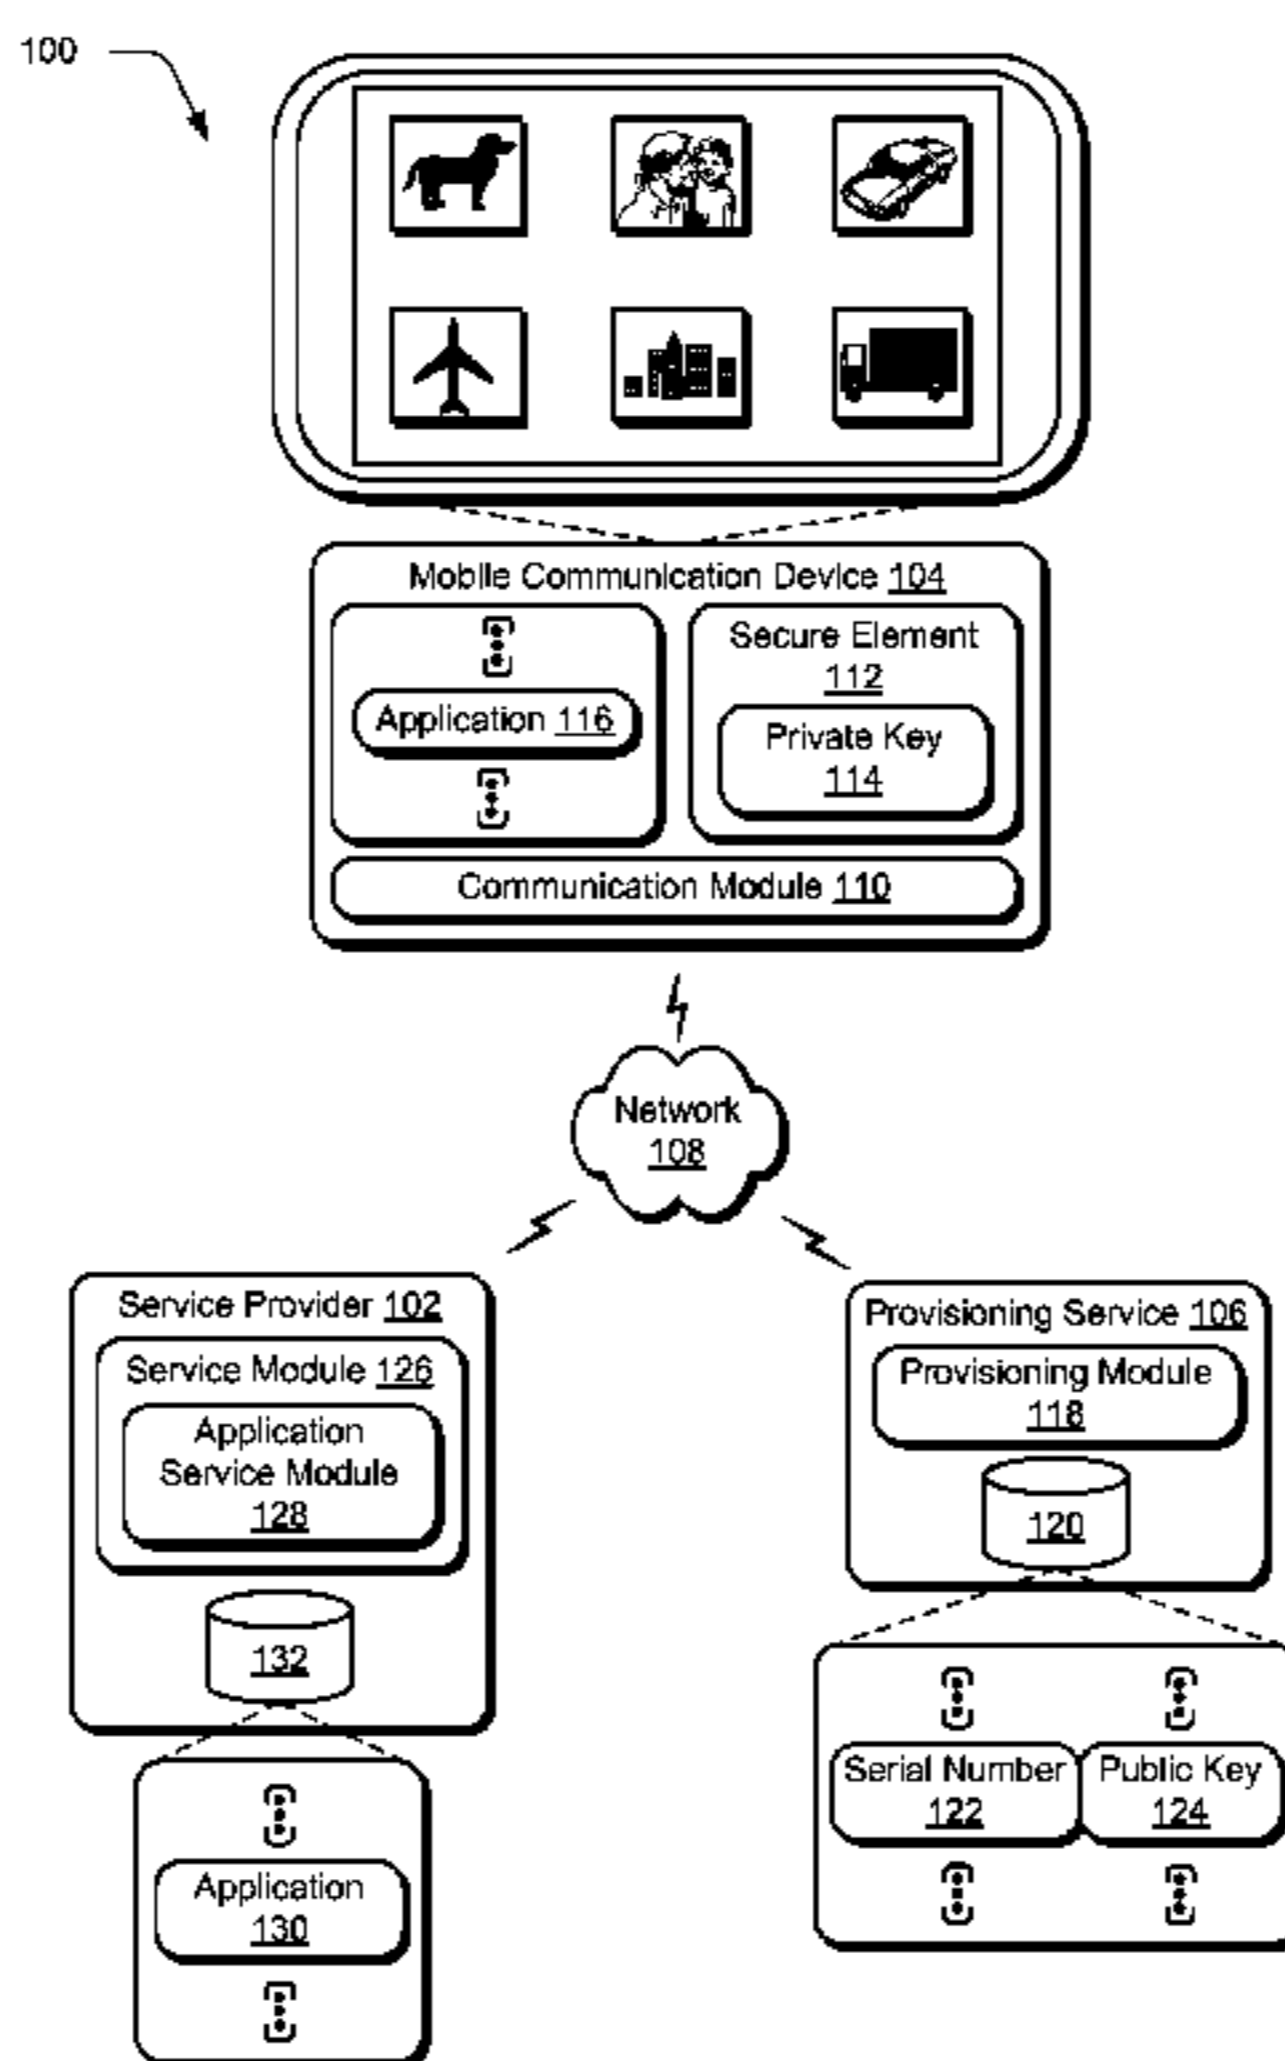 100
Mobile Communication Device 104
Application 116
Secure Element
112
Private Key
114
Communication Module 110
Network
108
Service Provider 102
Service Module 126
Application
Service Module
128
132
Application
130
Provisioning Service 106
Provisioning Module
118
120
Serial Number
122
Public Key
124